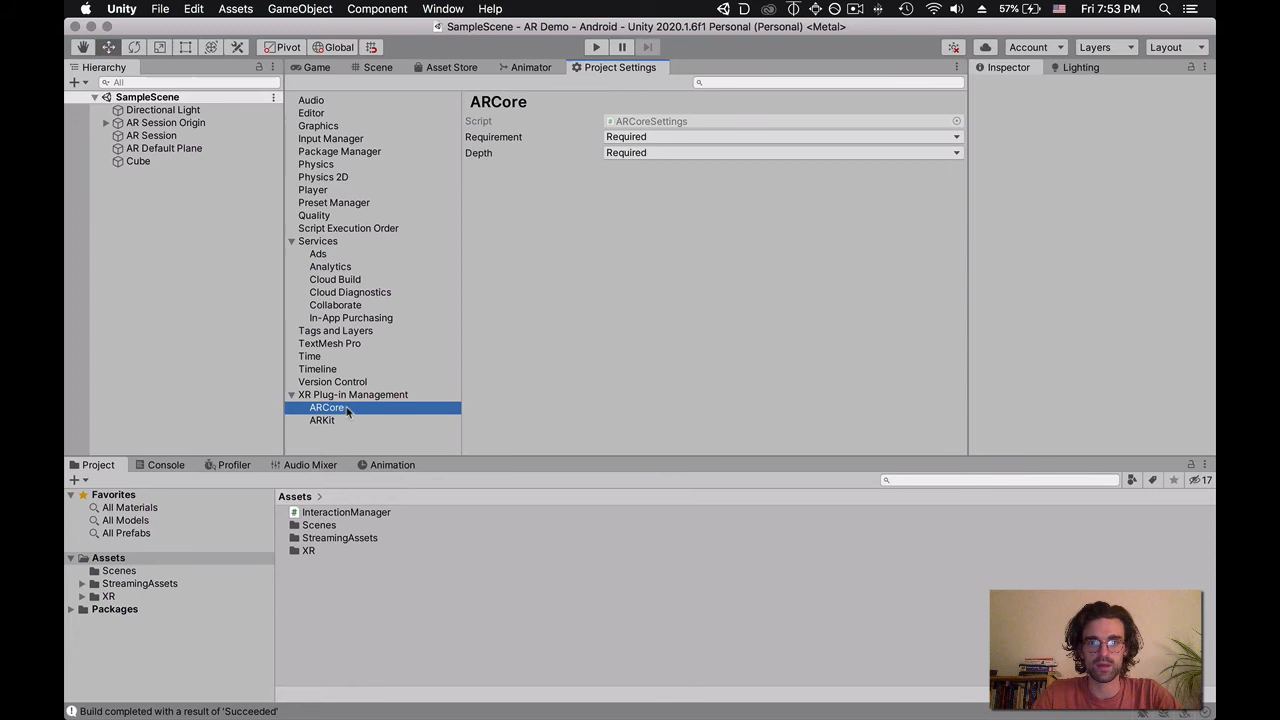 Unity File Edit Assets GameObject Component Window Help 57% Fri 7:53 PM
SampleScene - AR Demo - Android - Unity 2020.1.6f1 Personal (Personal) <Metal>
Pivot Global Account Layers Layout
Hierarchy Game Scene Asset Store Animator Project Settings Inspector Lighting
All
SampleScene
Directional Light
AR Session Origin
AR Session
AR Default Plane
Cube
Audio
Editor
Graphics
Input Manager
Package Manager
Physics
Physics 2D
Player
Preset Manager
Quality
Script Execution Order
Services
Ads
Analytics
Cloud Build
Cloud Diagnostics
Collaborate
In-App Purchasing
Tags and Layers
TextMesh Pro
Time
Timeline
Version Control
XR Plug-in Management
ARCore
ARKit
ARCore
Script ARCoreSettings
Requirement Required
Depth Required
Project Console Profiler Audio Mixer Animation
17
Favorites
All Materials
All Models
All Prefabs
Assets
Scenes
StreamingAssets
XR
Packages
Assets
InteractionManager
Scenes
StreamingAssets
XR
Build completed with a result of 'Succeeded'